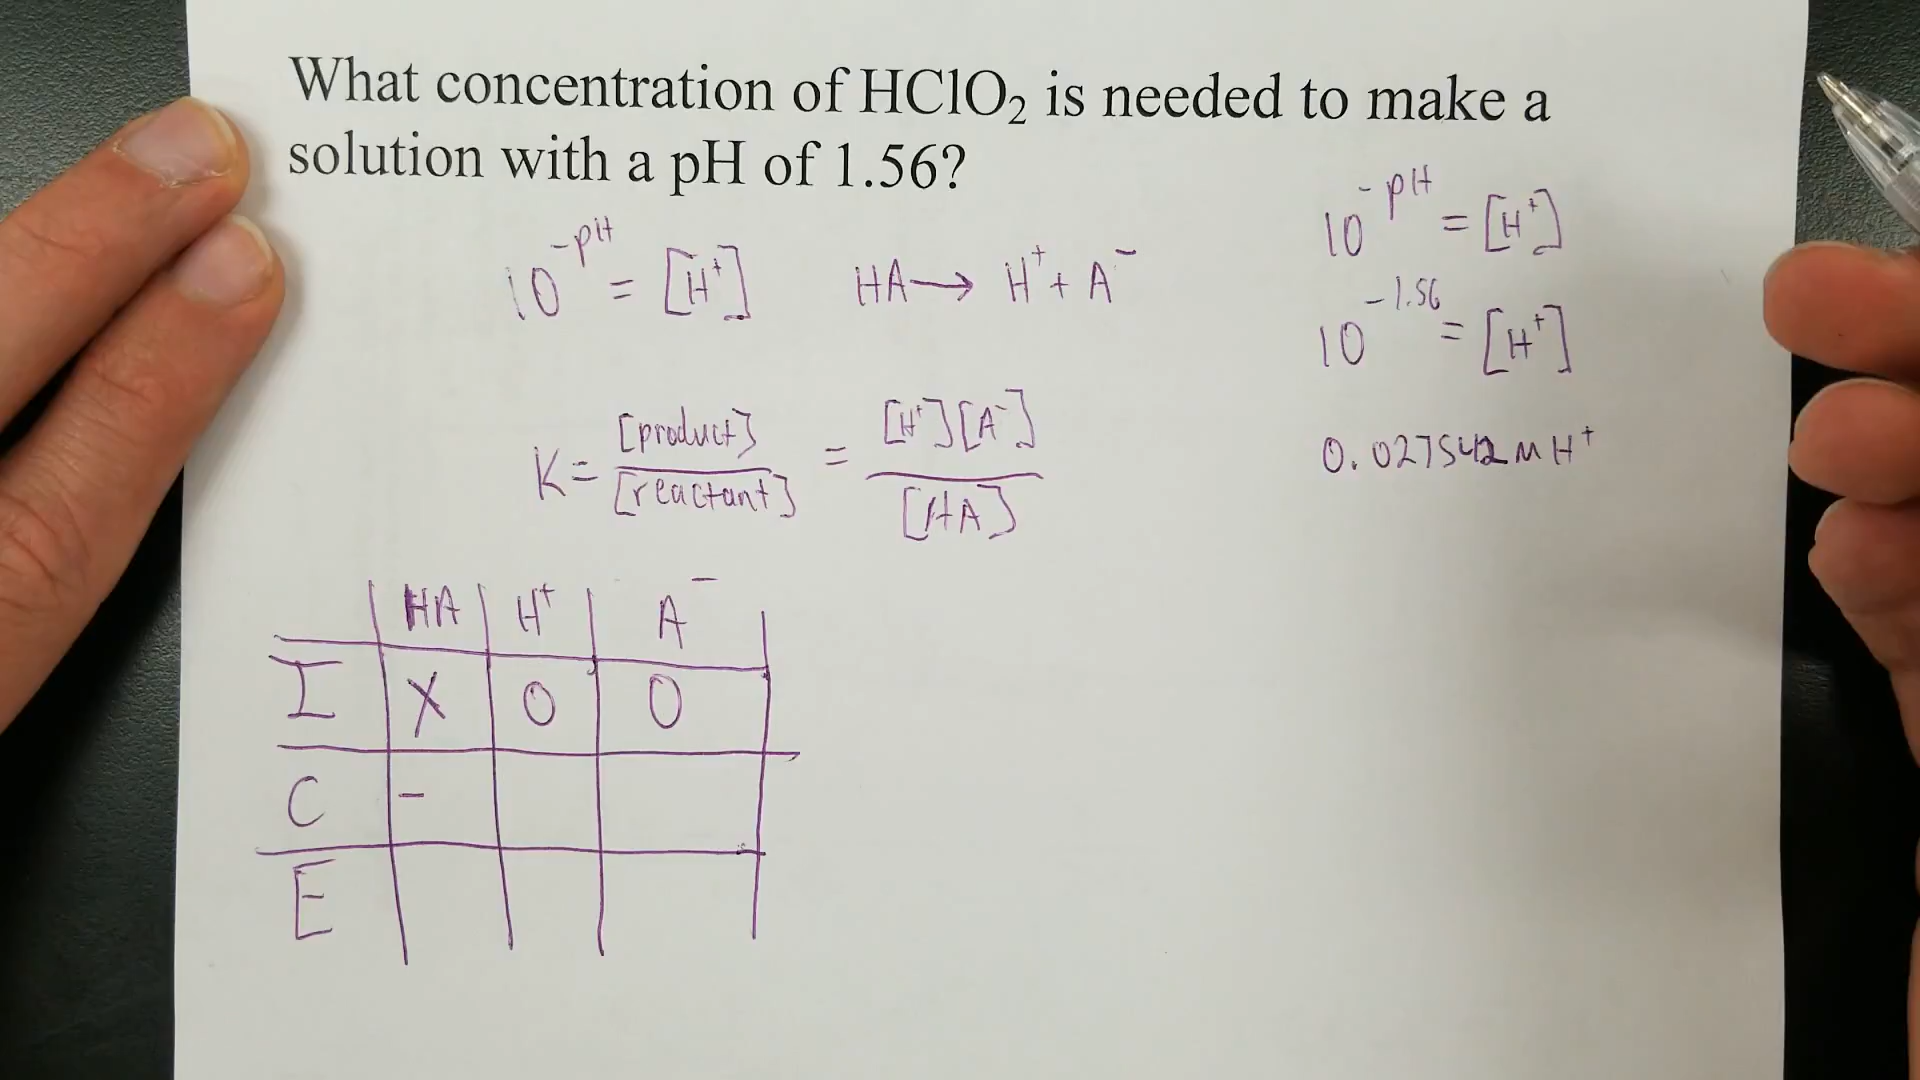 What concentration of HClO₂ is needed to make a
solution with a pH of 1.56?
10^-pH = [H⁺]
HA → H⁺ + A⁻
10^-pH = [H⁺]
10^-1.56 = [H⁺]
0.027542 M H⁺
K = [product] / [reactant] = [H⁺][A⁻] / [HA]
HA H⁺ A⁻
I X 0 0
C -
E